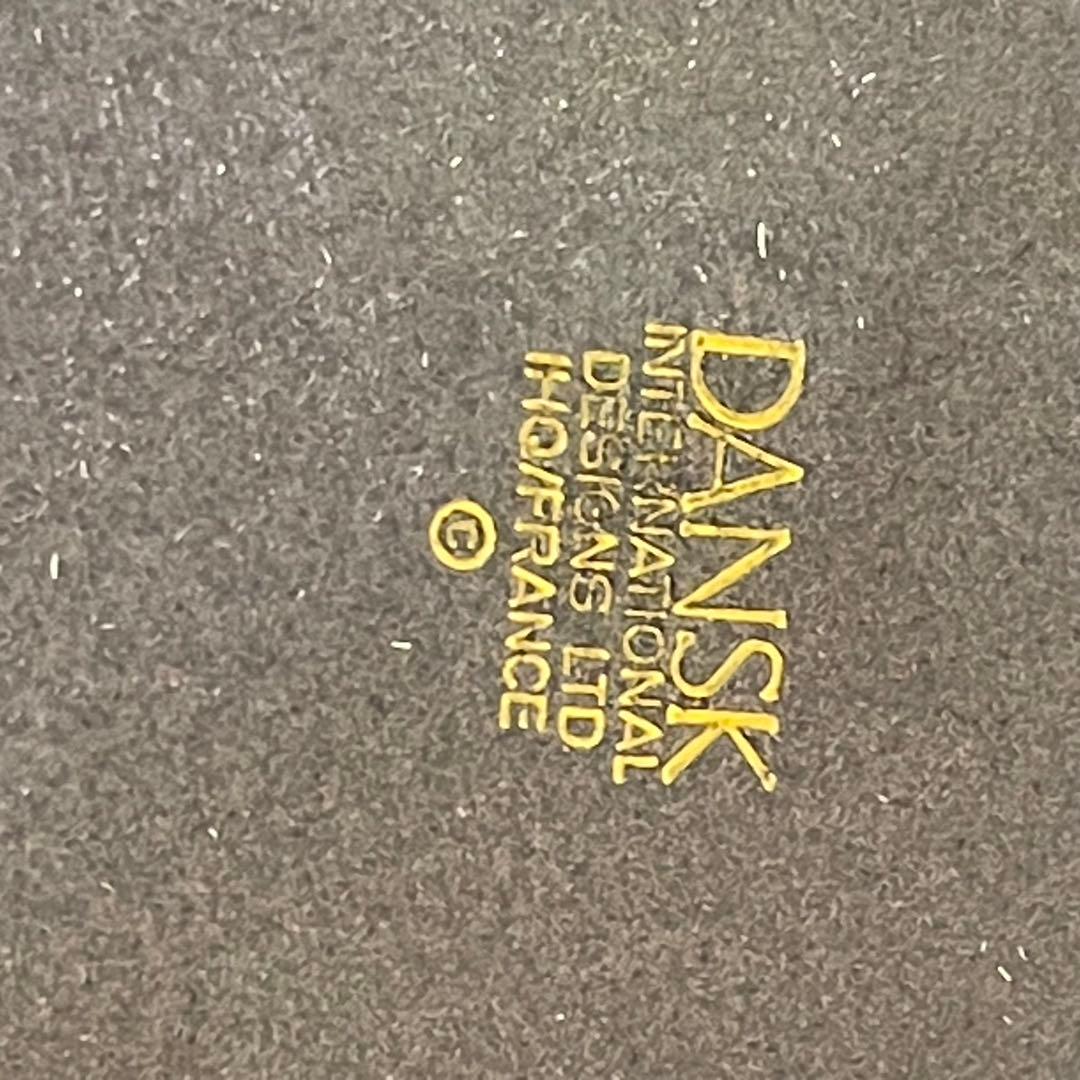 DANSK
INTERNATIONAL
DESIGNS LTD
IHQ/FRANCE
©